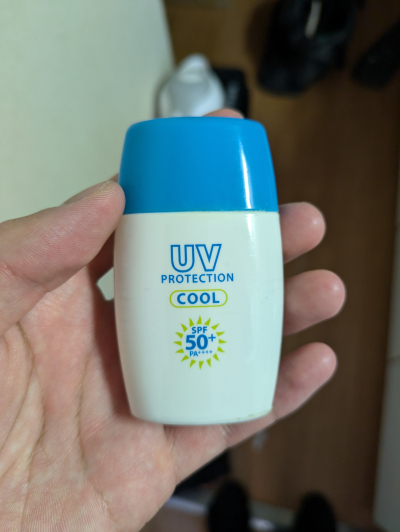 UV
PROTECTION
COOL
SPF
50+
PA++++